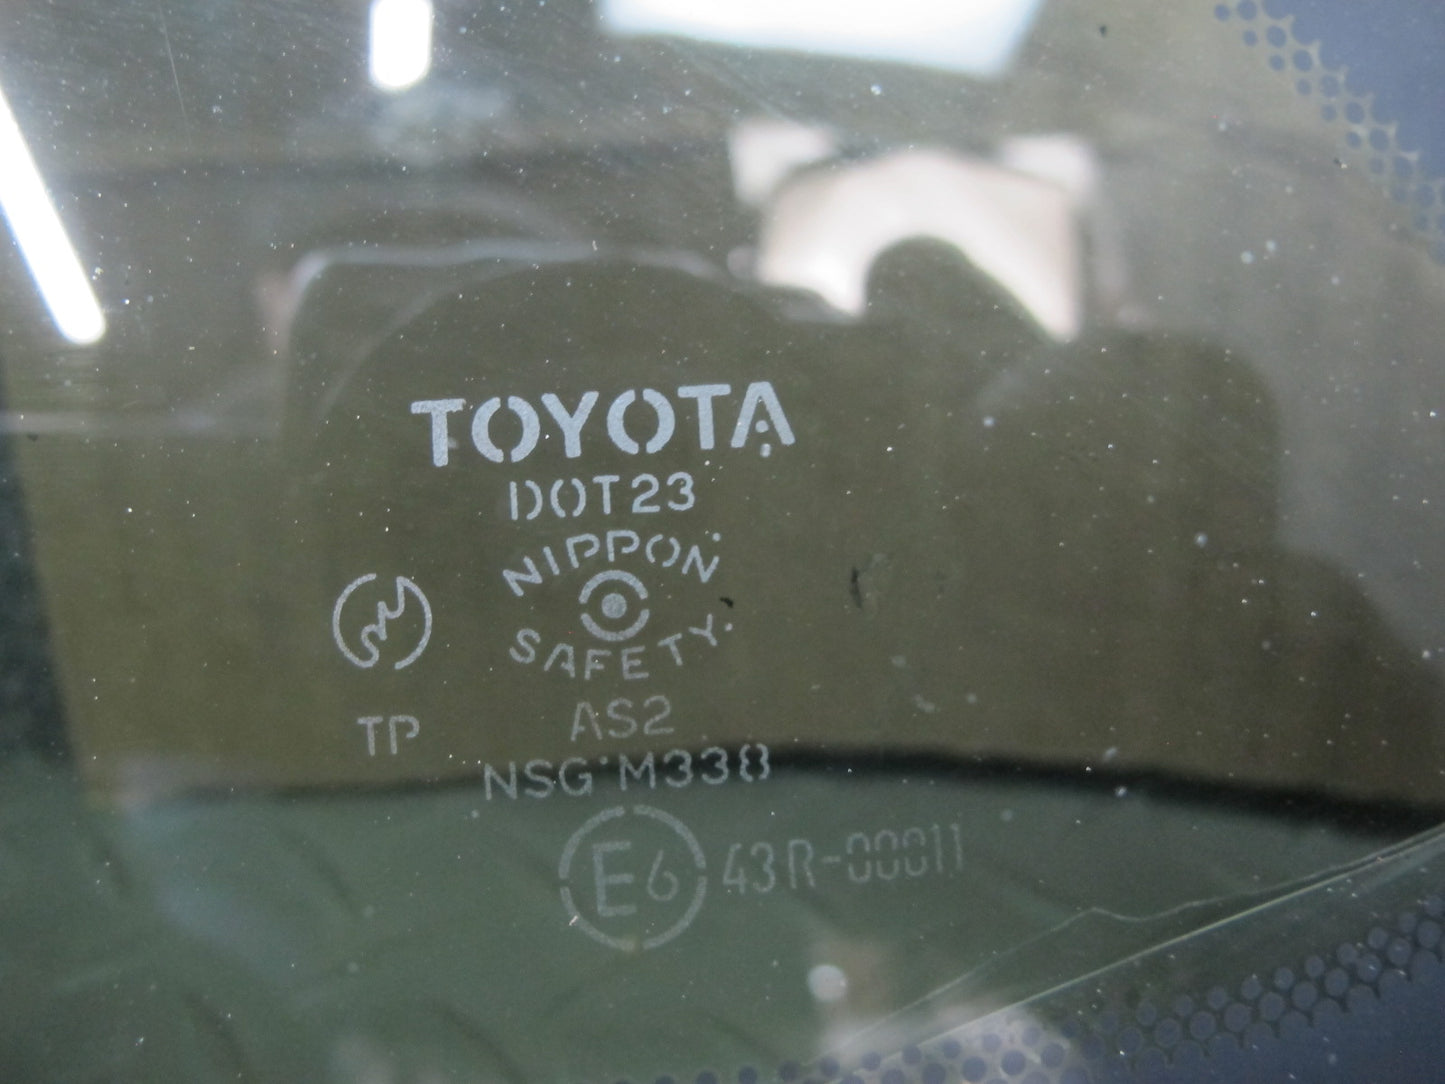 TOYOTA
DOT23
NIPPON
SAFETY
TP
AS2
NSG M338
E6 43R-00011